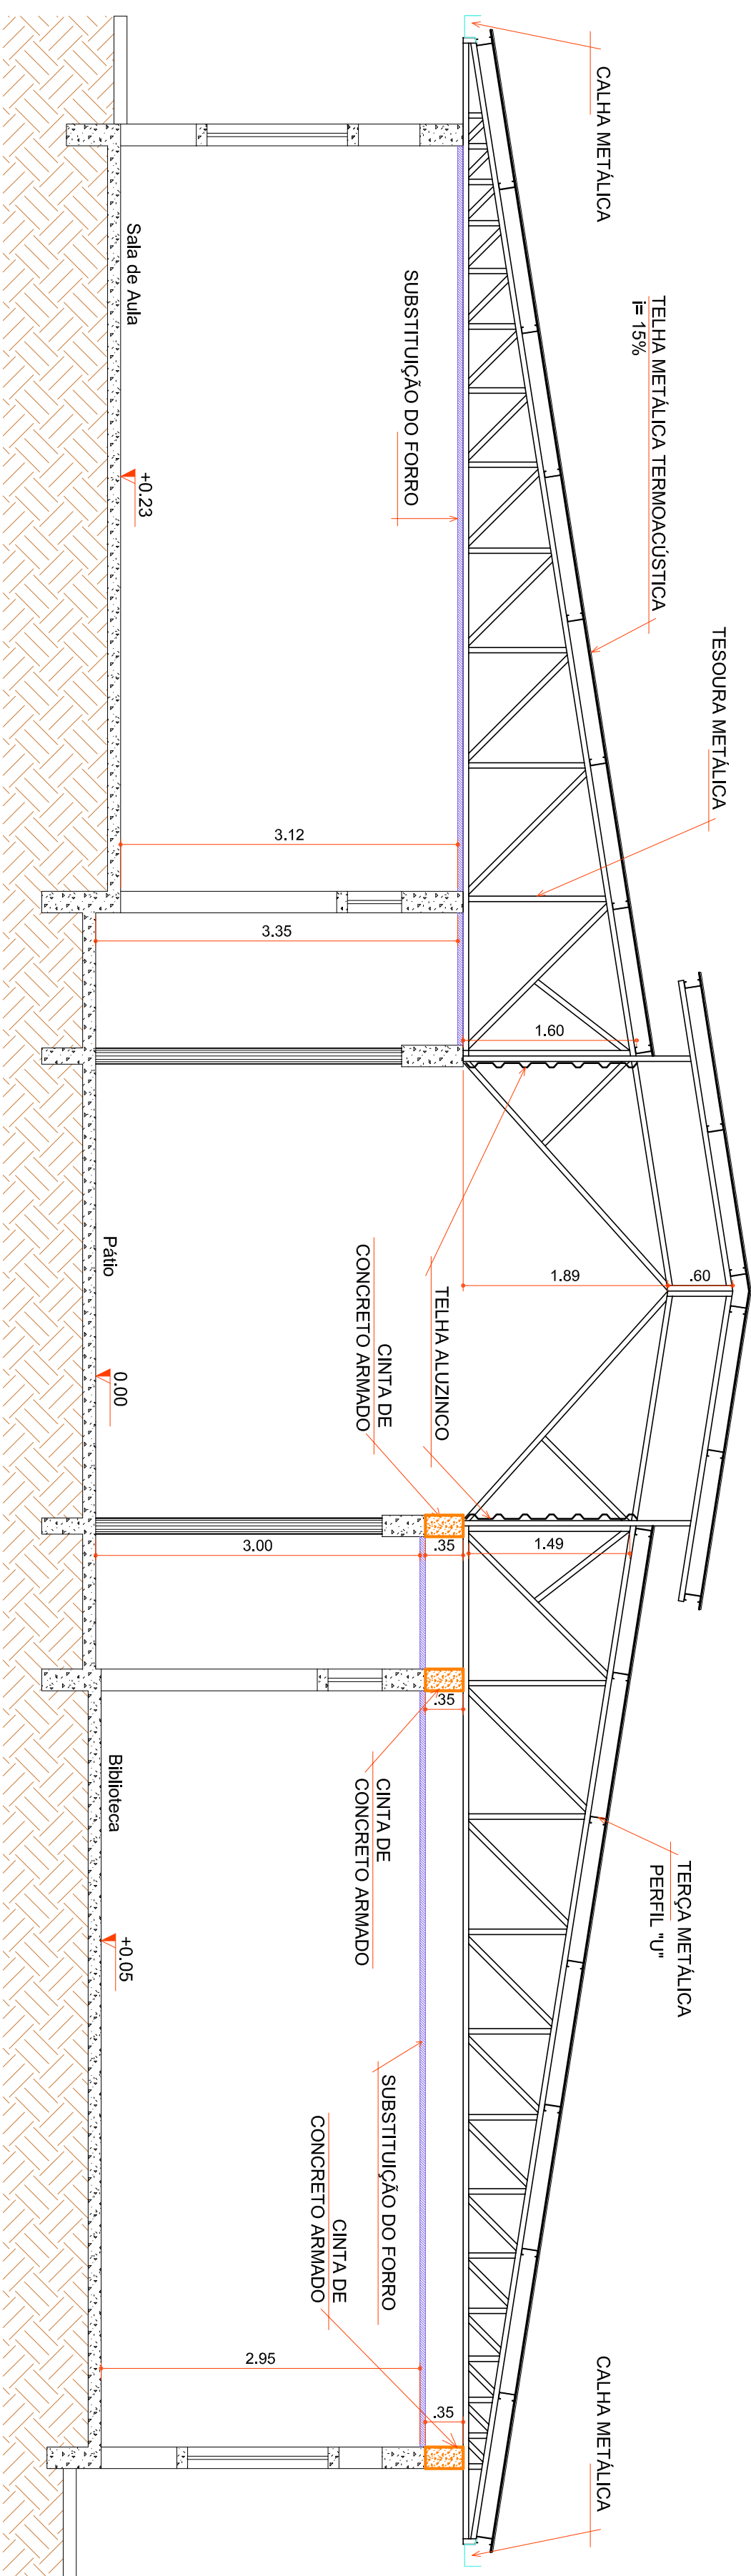 CALHA METÁLICA
TELHA METÁLICA TERMOACÚSTICA
i= 15%
TESOURA METÁLICA
SUBSTITUIÇÃO DO FORRO
Sala de Aula
+0.23
3.12
3.35
1.60
1.89
.60
TELHA ALUZINCO
CINTA DE
CONCRETO ARMADO
Pátio
0.00
3.00
.35
1.49
.35
CINTA DE
CONCRETO ARMADO
TERÇA METÁLICA
PERFIL "U"
Biblioteca
+0.05
SUBSTITUIÇÃO DO FORRO
CINTA DE
CONCRETO ARMADO
2.95
.35
CALHA METÁLICA